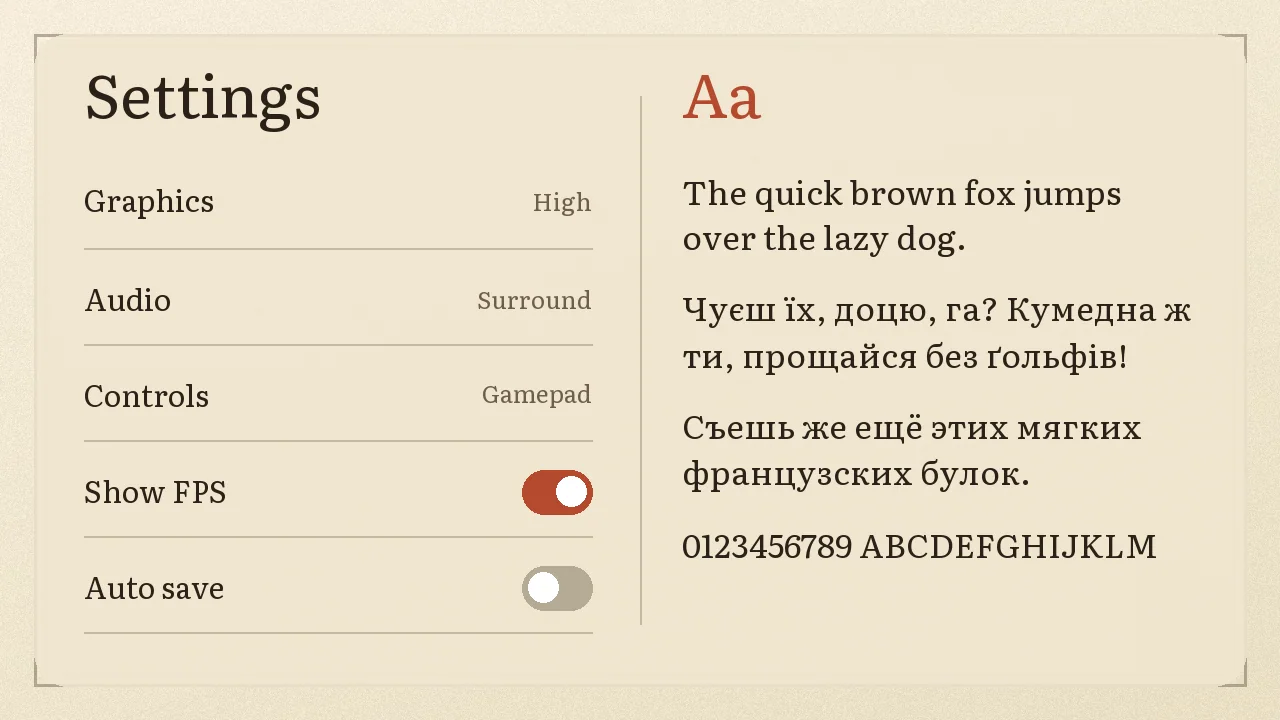 Settings
Graphics High
Audio Surround
Controls Gamepad
Show FPS
Auto save
Aa
The quick brown fox jumps
over the lazy dog.
Чуєш їх, доцю, га? Кумедна ж
ти, прощайся без ґольфів!
Съешь же ещё этих мягких
французских булок.
0123456789 ABCDEFGHIJKLM